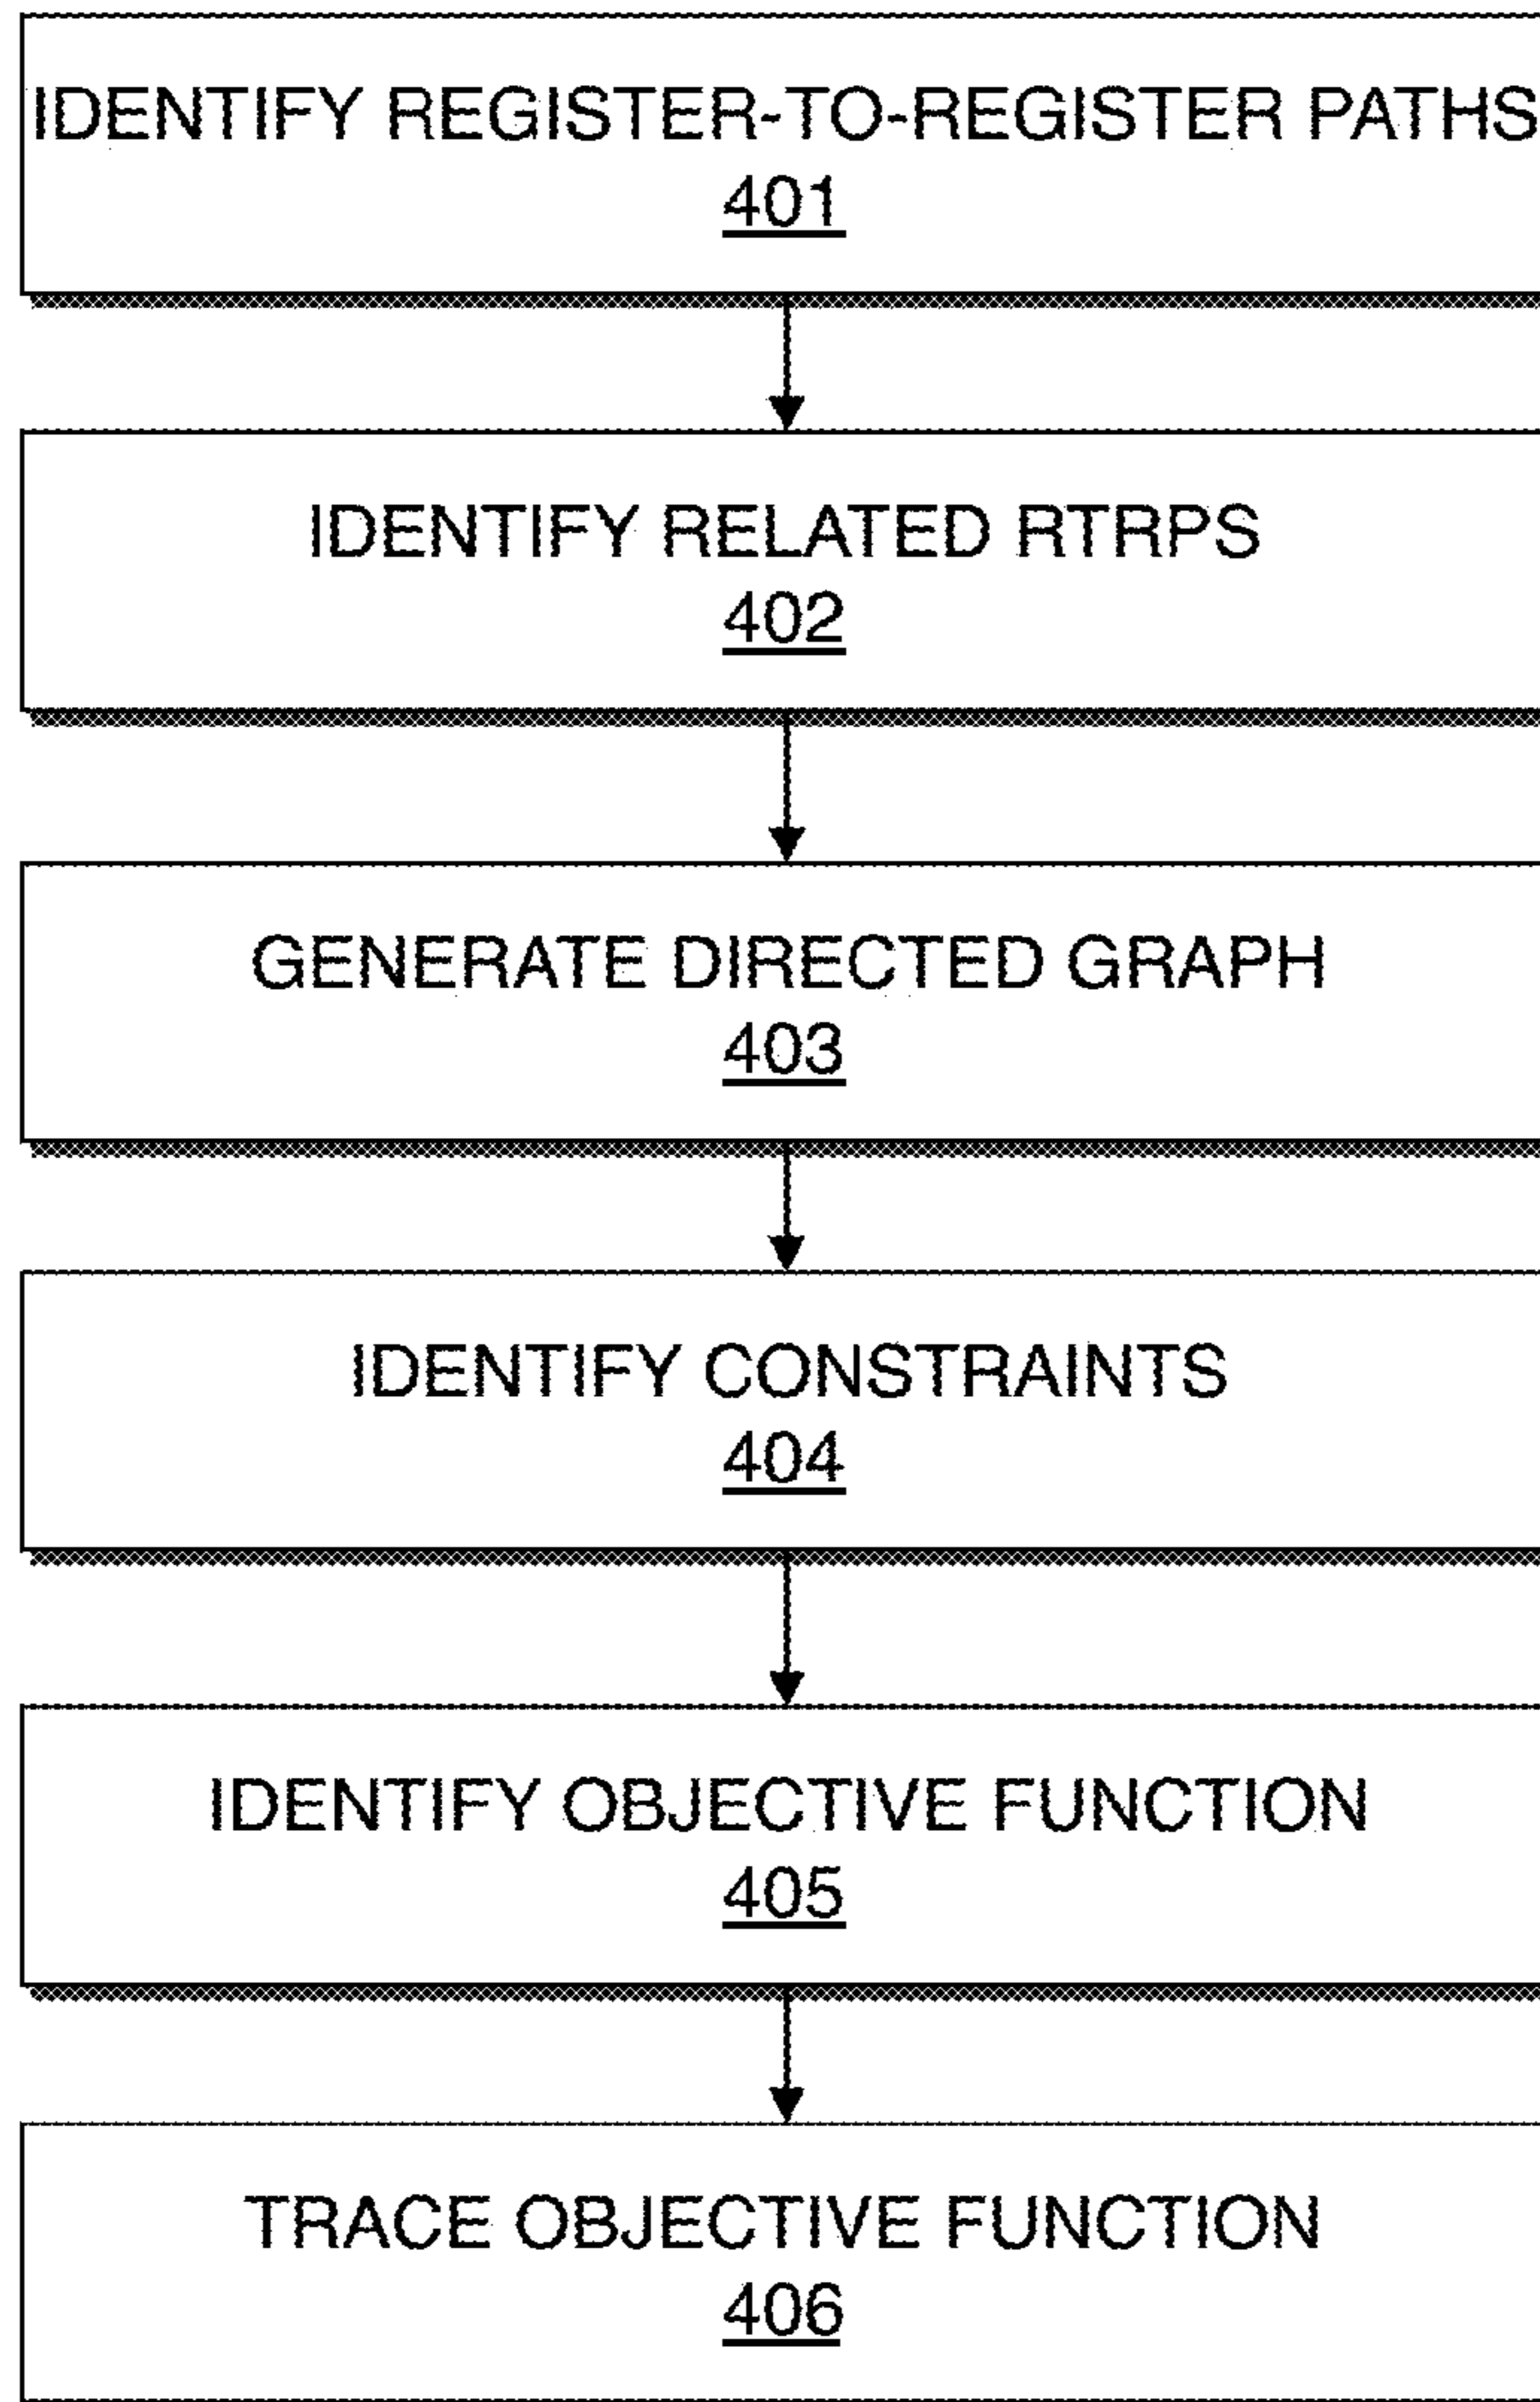 IDENTIFY REGISTER-TO-REGISTER PATHS
401
IDENTIFY RELATED RTRPS
402
GENERATE DIRECTED GRAPH
403
IDENTIFY CONSTRAINTS
404
IDENTIFY OBJECTIVE FUNCTION
405
TRACE OBJECTIVE FUNCTION
406